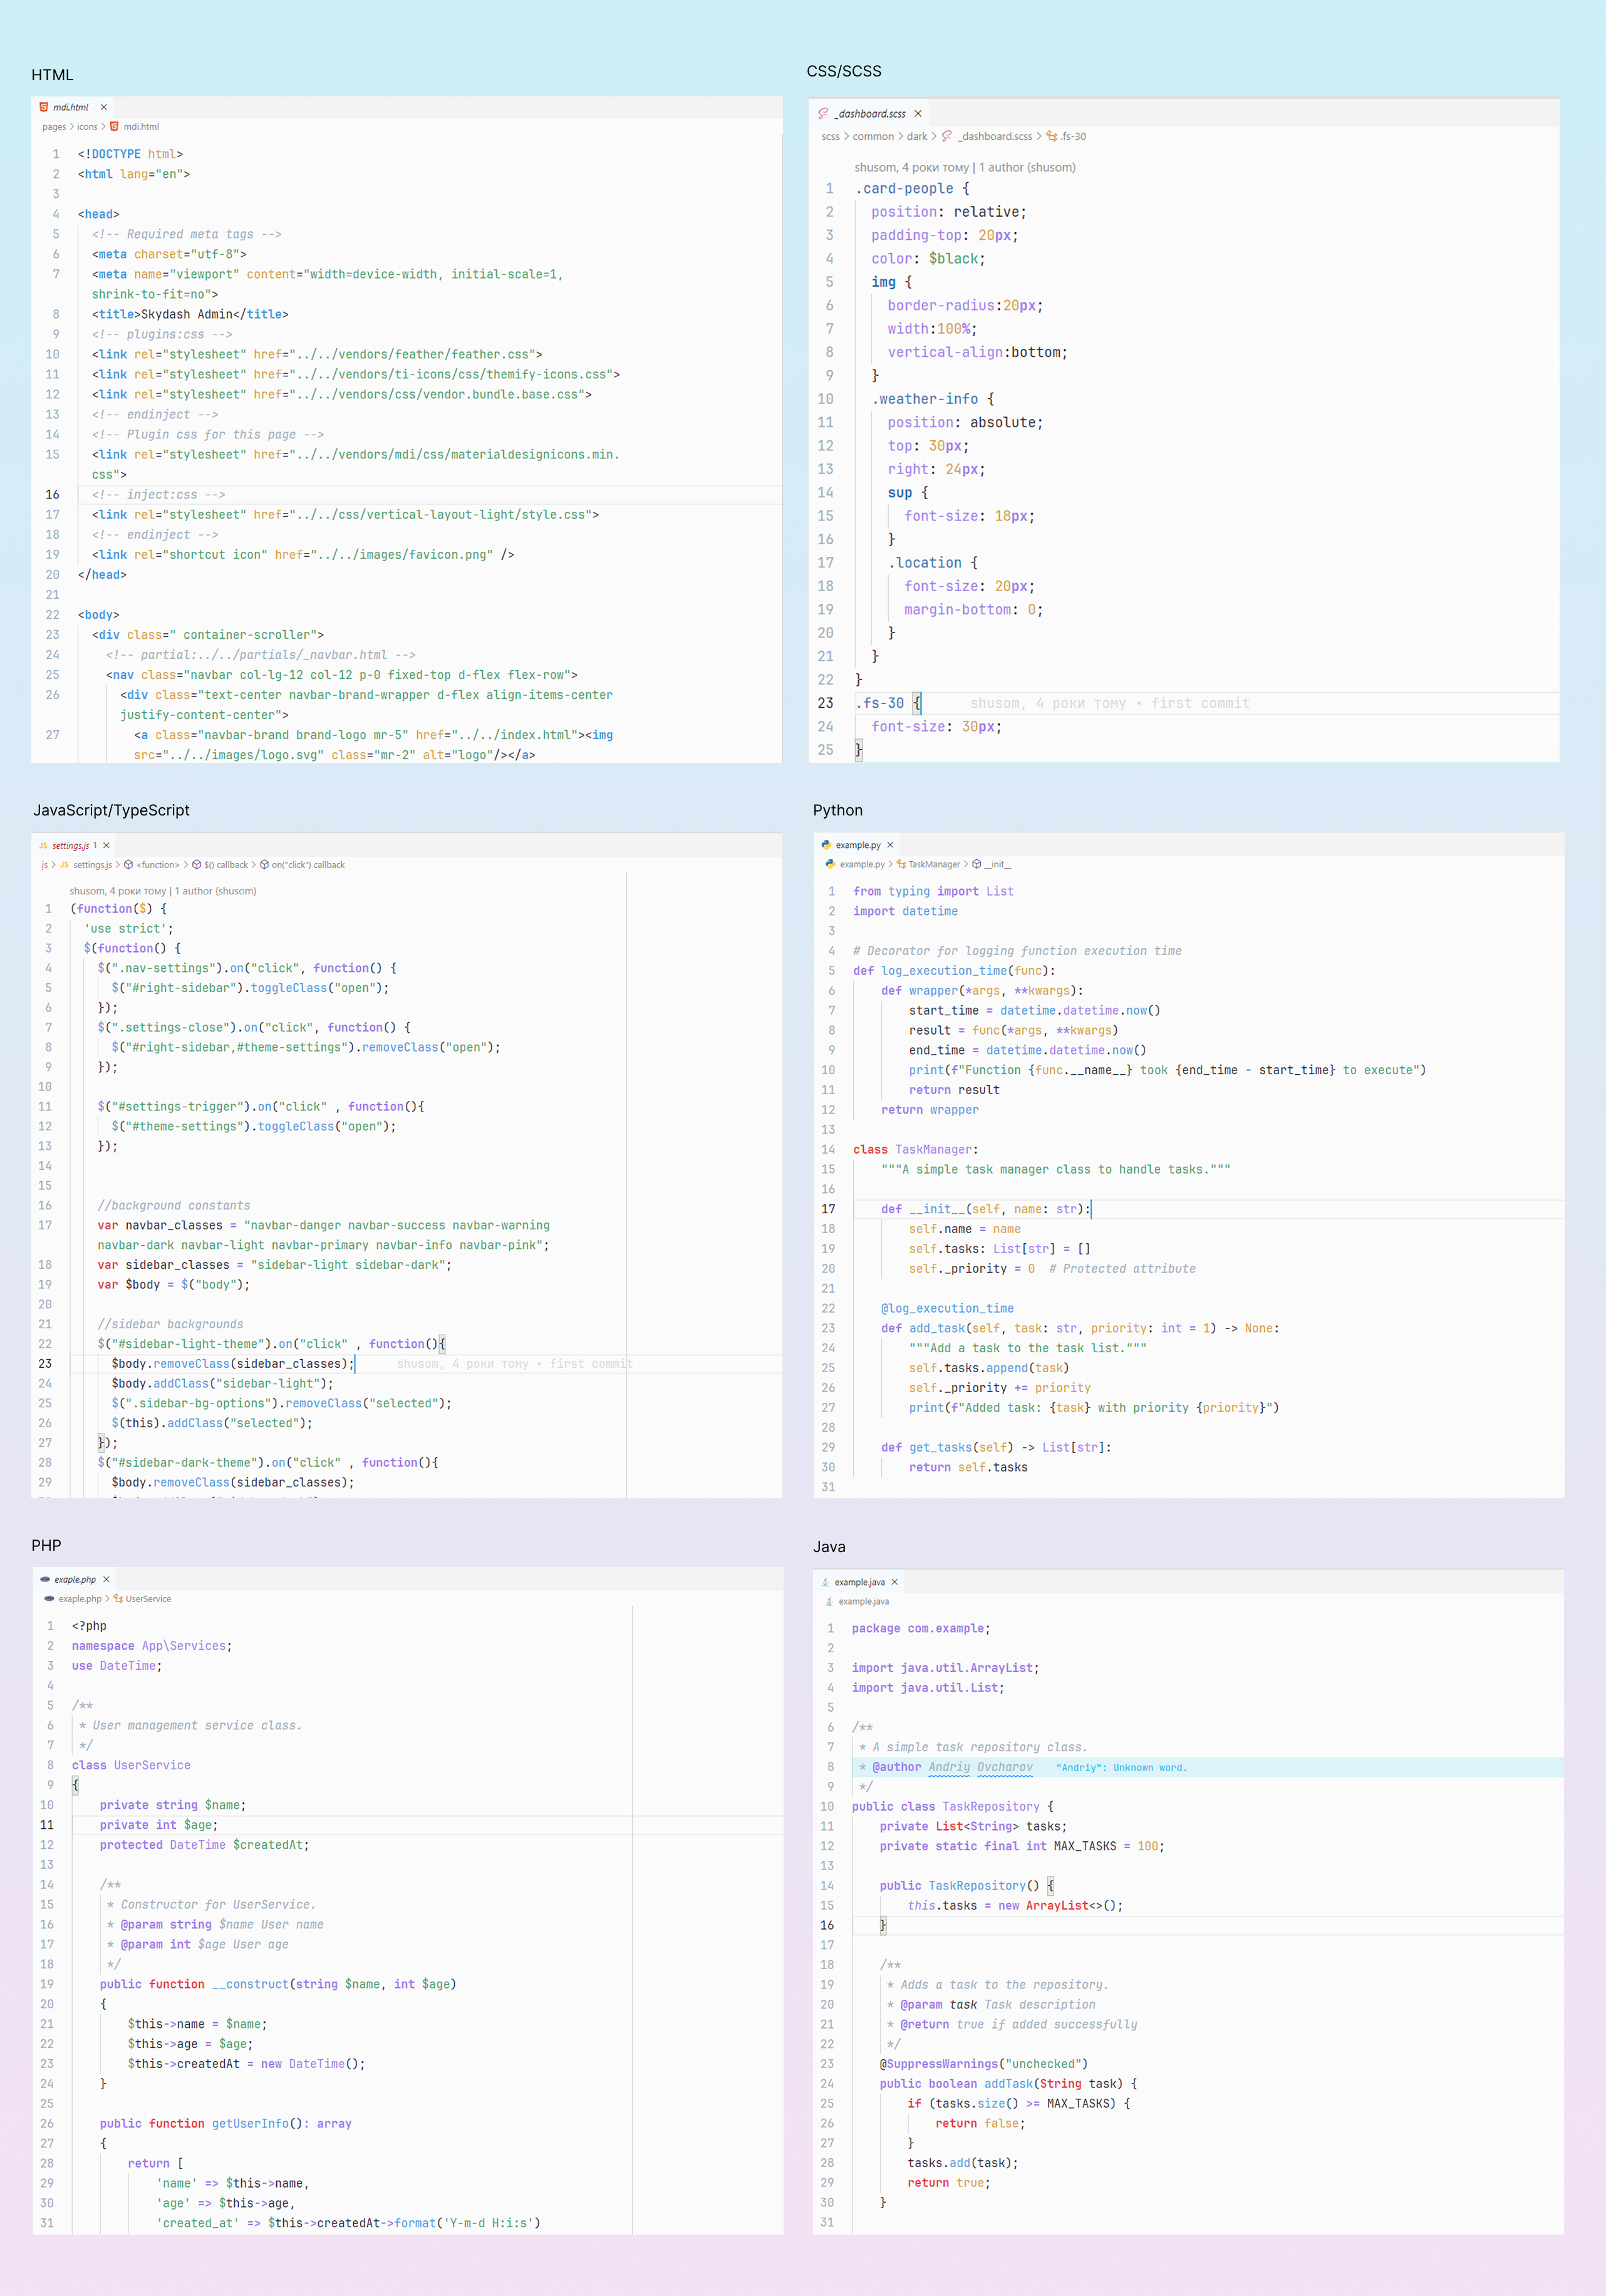 HTML
mdi.html ×
pages > icons > mdi.html
1 <!DOCTYPE html>
2 <html lang="en">
3
4 <head>
5 <!-- Required meta tags -->
6 <meta charset="utf-8">
7 <meta name="viewport" content="width=device-width, initial-scale=1,
shrink-to-fit=no">
8 <title>Skydash Admin</title>
9 <!-- plugins:css -->
10 <link rel="stylesheet" href="../../vendors/feather/feather.css">
11 <link rel="stylesheet" href="../../vendors/ti-icons/css/themify-icons.css">
12 <link rel="stylesheet" href="../../vendors/css/vendor.bundle.base.css">
13 <!-- endinject -->
14 <!-- Plugin css for this page -->
15 <link rel="stylesheet" href="../../vendors/mdi/css/materialdesignicons.min.
css">
16 <!-- inject:css -->
17 <link rel="stylesheet" href="../../css/vertical-layout-light/style.css">
18 <!-- endinject -->
19 <link rel="shortcut icon" href="../../images/favicon.png" />
20 </head>
21
22 <body>
23 <div class=" container-scroller">
24 <!-- partial:../../partials/_navbar.html -->
25 <nav class="navbar col-lg-12 col-12 p-0 fixed-top d-flex flex-row">
26 <div class="text-center navbar-brand-wrapper d-flex align-items-center
justify-content-center">
27 <a class="navbar-brand brand-logo mr-5" href="../../index.html"><img
src="../../images/logo.svg" class="mr-2" alt="logo"/></a>
CSS/SCSS
_dashboard.scss ×
scss > common > dark > _dashboard.scss > .fs-30
shusom, 4 роки тому | 1 author (shusom)
1 .card-people {
2 position: relative;
3 padding-top: 20px;
4 color: $black;
5 img {
6 border-radius:20px;
7 width:100%;
8 vertical-align:bottom;
9 }
10 .weather-info {
11 position: absolute;
12 top: 30px;
13 right: 24px;
14 sup {
15 font-size: 18px;
16 }
17 .location {
18 font-size: 20px;
19 margin-bottom: 0;
20 }
21 }
22 }
23 .fs-30 { shusom, 4 роки тому • first commit
24 font-size: 30px;
25 }
JavaScript/TypeScript
JS settings.js 1 ×
js > JS settings.js > <function> > $() callback > on("click") callback
shusom, 4 роки тому | 1 author (shusom)
1 (function($) {
2 'use strict';
3 $(function() {
4 $(".nav-settings").on("click", function() {
5 $("#right-sidebar").toggleClass("open");
6 });
7 $(".settings-close").on("click", function() {
8 $("#right-sidebar,#theme-settings").removeClass("open");
9 });
10
11 $("#settings-trigger").on("click" , function(){
12 $("#theme-settings").toggleClass("open");
13 });
14
15
16 //background constants
17 var navbar_classes = "navbar-danger navbar-success navbar-warning
navbar-dark navbar-light navbar-primary navbar-info navbar-pink";
18 var sidebar_classes = "sidebar-light sidebar-dark";
19 var $body = $("body");
20
21 //sidebar backgrounds
22 $("#sidebar-light-theme").on("click" , function(){
23 $body.removeClass(sidebar_classes); shusom, 4 роки тому • first commit
24 $body.addClass("sidebar-light");
25 $(".sidebar-bg-options").removeClass("selected");
26 $(this).addClass("selected");
27 });
28 $("#sidebar-dark-theme").on("click" , function(){
29 $body.removeClass(sidebar_classes);
Python
example.py ×
example.py > TaskManager > __init__
1 from typing import List
2 import datetime
3
4 # Decorator for logging function execution time
5 def log_execution_time(func):
6 def wrapper(*args, **kwargs):
7 start_time = datetime.datetime.now()
8 result = func(*args, **kwargs)
9 end_time = datetime.datetime.now()
10 print(f"Function {func.__name__} took {end_time - start_time} to execute")
11 return result
12 return wrapper
13
14 class TaskManager:
15 """A simple task manager class to handle tasks."""
16
17 def __init__(self, name: str):
18 self.name = name
19 self.tasks: List[str] = []
20 self._priority = 0 # Protected attribute
21
22 @log_execution_time
23 def add_task(self, task: str, priority: int = 1) -> None:
24 """Add a task to the task list."""
25 self.tasks.append(task)
26 self._priority += priority
27 print(f"Added task: {task} with priority {priority}")
28
29 def get_tasks(self) -> List[str]:
30 return self.tasks
31
PHP
exaple.php ×
exaple.php > UserService
1 <?php
2 namespace App\Services;
3 use DateTime;
4
5 /**
6 * User management service class.
7 */
8 class UserService
9 {
10 private string $name;
11 private int $age;
12 protected DateTime $createdAt;
13
14 /**
15 * Constructor for UserService.
16 * @param string $name User name
17 * @param int $age User age
18 */
19 public function __construct(string $name, int $age)
20 {
21 $this->name = $name;
22 $this->age = $age;
23 $this->createdAt = new DateTime();
24 }
25
26 public function getUserInfo(): array
27 {
28 return [
29 'name' => $this->name,
30 'age' => $this->age,
31 'created_at' => $this->createdAt->format('Y-m-d H:i:s')
Java
example.java ×
example.java
1 package com.example;
2
3 import java.util.ArrayList;
4 import java.util.List;
5
6 /**
7 * A simple task repository class.
8 * @author Andriy Ovcharov "Andriy": Unknown word.
9 */
10 public class TaskRepository {
11 private List<String> tasks;
12 private static final int MAX_TASKS = 100;
13
14 public TaskRepository() {
15 this.tasks = new ArrayList<>();
16 }
17
18 /**
19 * Adds a task to the repository.
20 * @param task Task description
21 * @return true if added successfully
22 */
23 @SuppressWarnings("unchecked")
24 public boolean addTask(String task) {
25 if (tasks.size() >= MAX_TASKS) {
26 return false;
27 }
28 tasks.add(task);
29 return true;
30 }
31